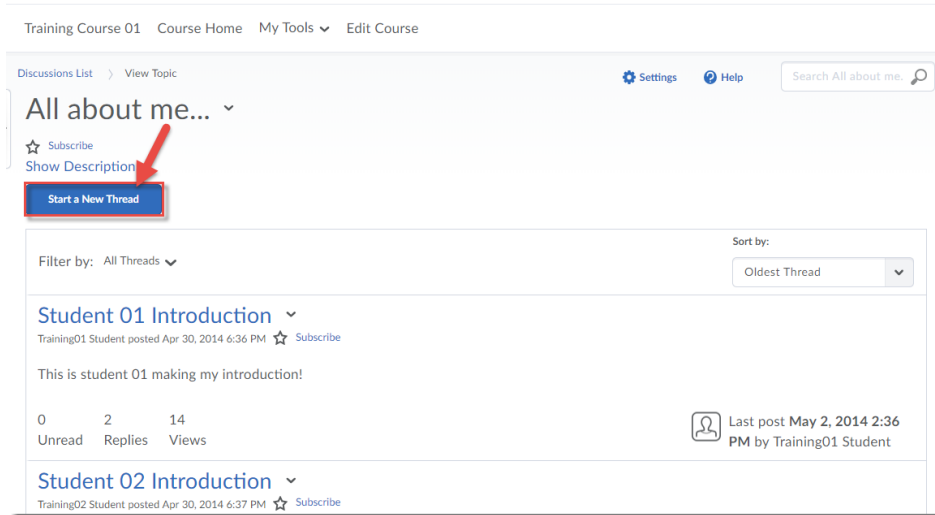 Training Course 01 Course Home My Tools Edit Course
Discussions List View Topic
Settings Help Search All about me.
All about me...
Subscribe
Show Description
Start a New Thread
Sort by:
Filter by: All Threads
Oldest Thread
Student 01 Introduction
Training01 Student posted Apr 30, 2014 6:36 PM Subscribe
This is student 01 making my introduction!
0 2 14
Unread Replies Views
Last post May 2, 2014 2:36
PM by Training01 Student
Student 02 Introduction
Training02 Student posted Apr 30, 2014 6:37 PM Subscribe